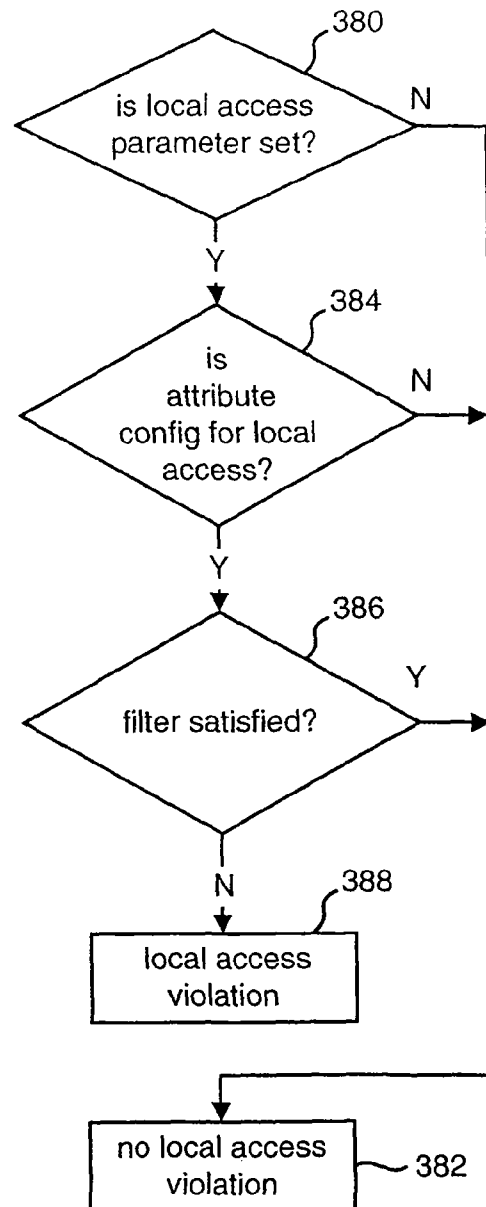 380
is local access
parameter set?
N
Y
384
is
attribute
config for local
access?
N
Y
386
filter satisfied?
Y
N
388
local access
violation
no local access
violation
382